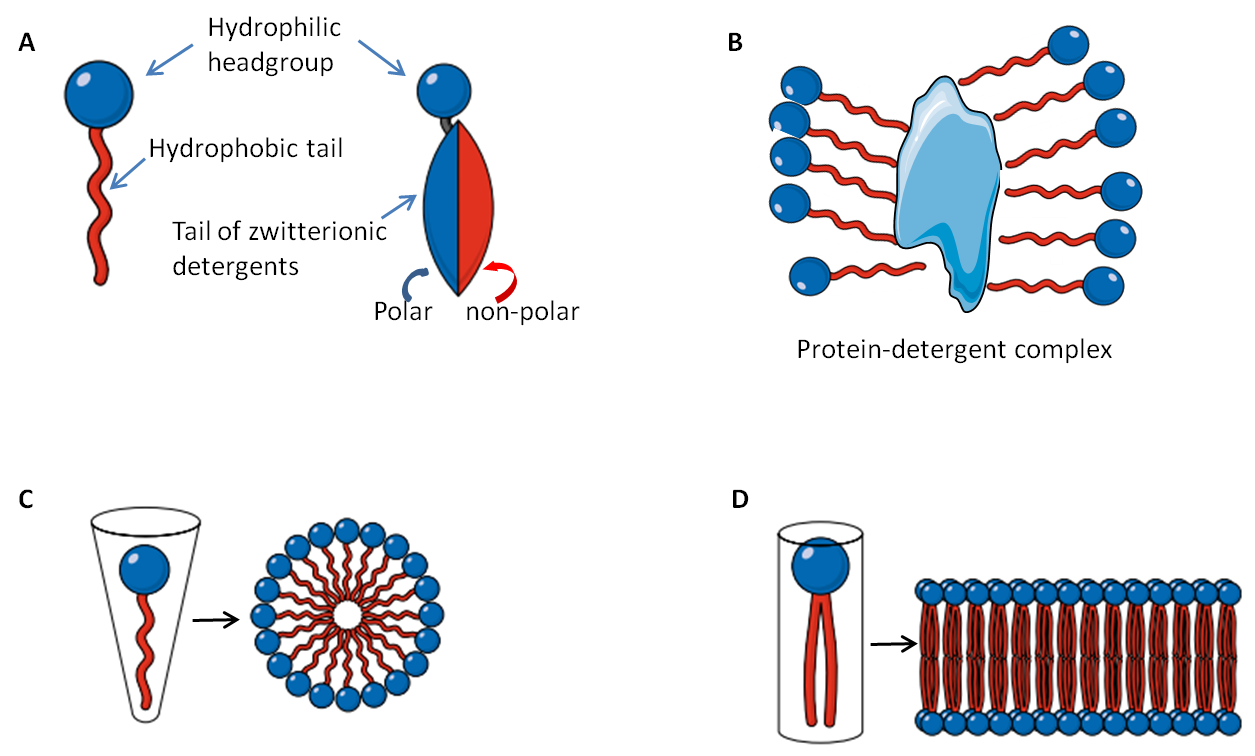 A
Hydrophilic
headgroup
Hydrophobic tail
Tail of zwitterionic
detergents
Polar
non-polar
B
Protein-detergent complex
C
D